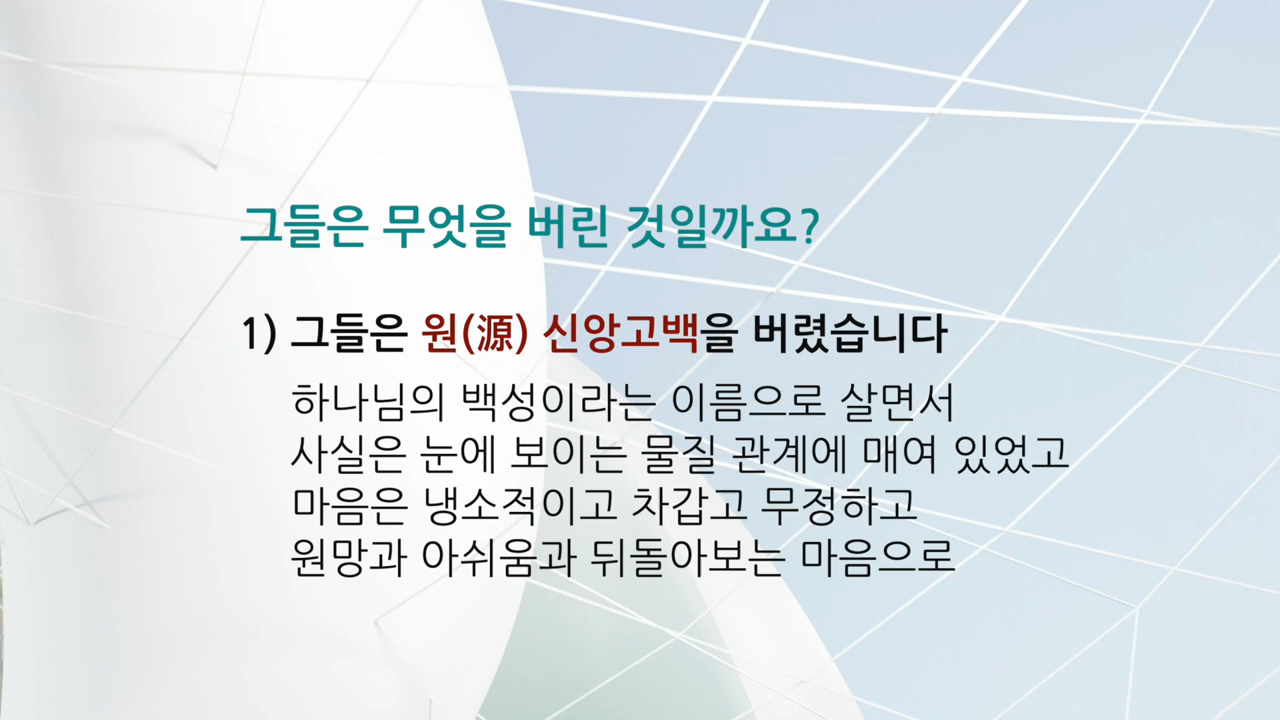 그들은 무엇을 버린 것일까요?
1) 그들은 원(源) 신앙고백을 버렸습니다
하나님의 백성이라는 이름으로 살면서
사실은 눈에 보이는 물질 관계에 매여 있었고
마음은 냉소적이고 차갑고 무정하고
원망과 아쉬움과 뒤돌아보는 마음으로